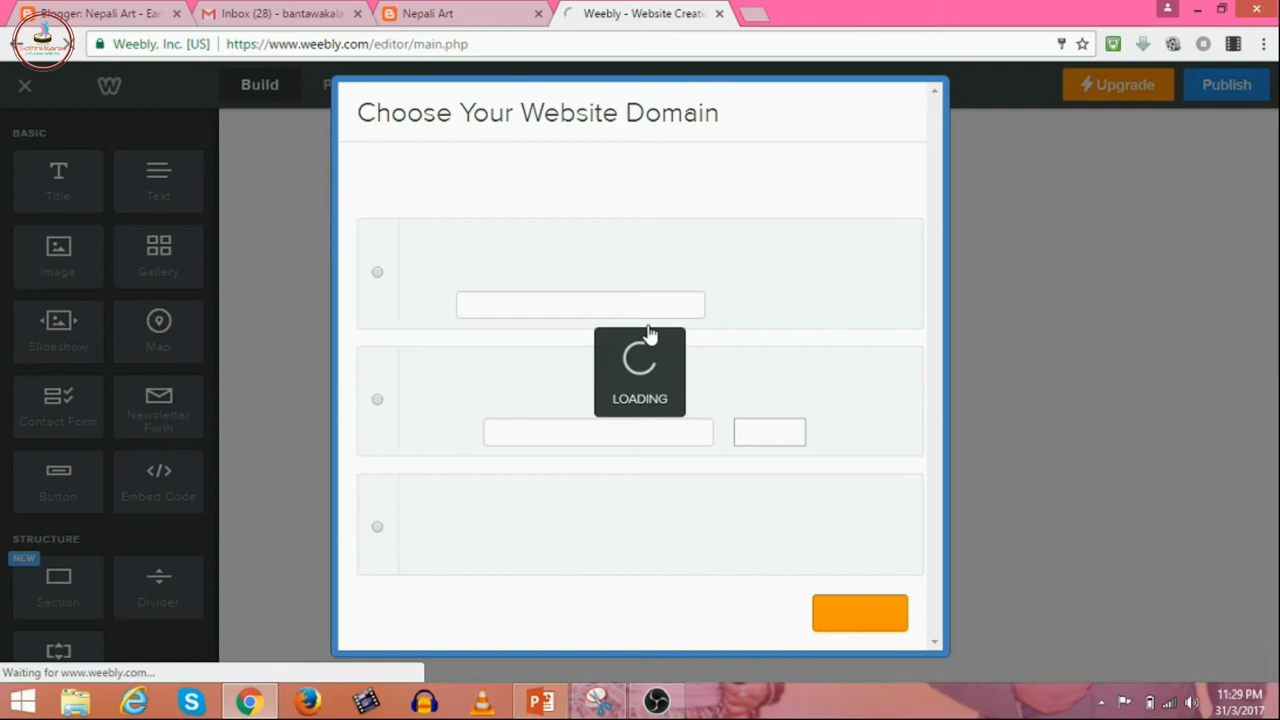 Blogger: Nepali Art - Ear
Inbox (28) - bantawakala
Nepali Art
Weebly - Website Creati
Weebly, Inc. [US]
https://www.weebly.com/editor/main.php
Build
Upgrade
Publish
Choose Your Website Domain
BASIC
Title
Text
Image
Gallery
Slideshow
Map
Contact Form
Newsletter
Form
Button
Embed Code
STRUCTURE
NEW
Section
Divider
LOADING
Waiting for www.weebly.com...
11:29 PM
31/3/2017